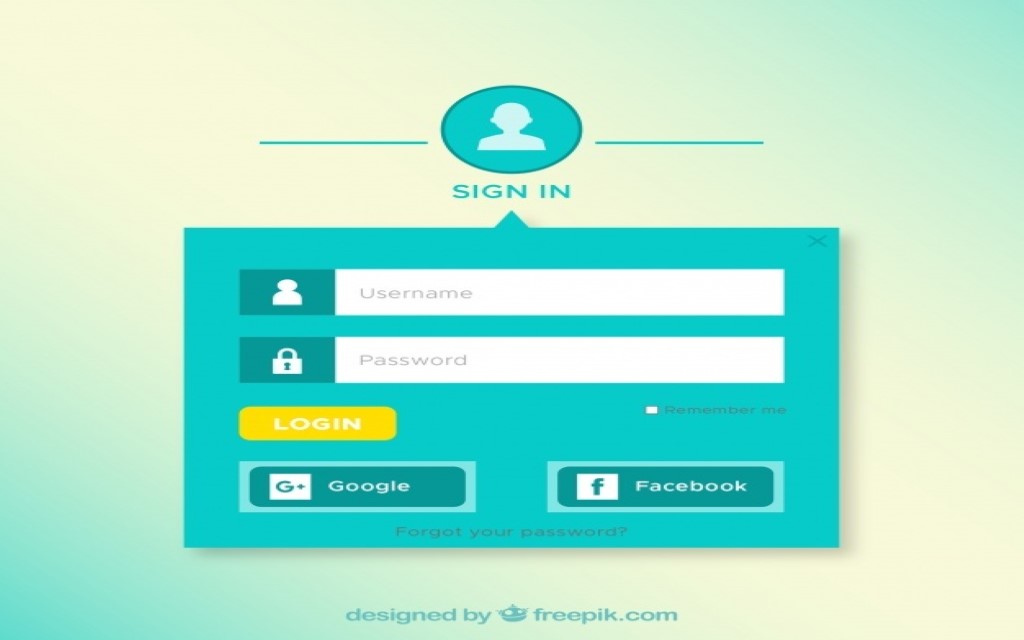 SIGN IN
Username
Password
LOGIN
Remember me
G+ Google
f Facebook
Forgot your password?
designed by freepik.com